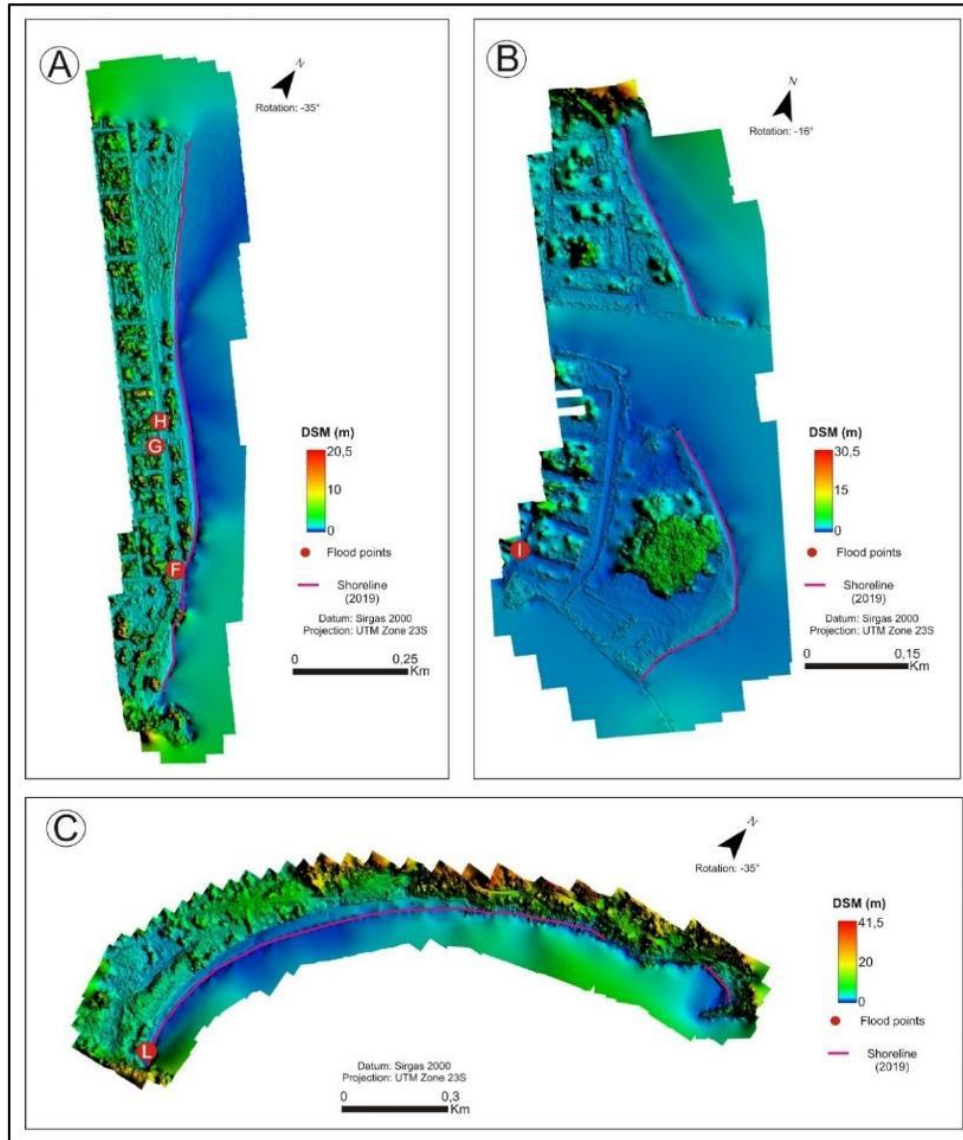 A
N
Rotation: -35°
H
G
F
DSM (m)
20,5
10
0
Flood points
Shoreline
(2019)
Datum: Sirgas 2000
Projection: UTM Zone 23S
0 0,25
Km
B
N
Rotation: -16°
I
DSM (m)
30,5
15
0
Flood points
Shoreline
(2019)
Datum: Sirgas 2000
Projection: UTM Zone 23S
0 0,15
Km
C
N
Rotation: -35°
L
DSM (m)
41,5
20
0
Flood points
Shoreline
(2019)
Datum: Sirgas 2000
Projection: UTM Zone 23S
0 0,3
Km